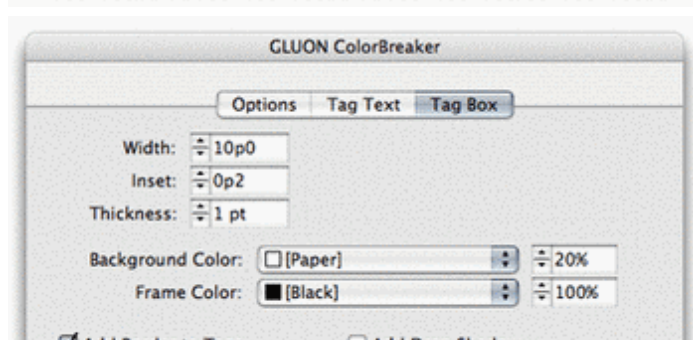 GLUON ColorBreaker
Options Tag Text Tag Box
Width: 10p0
Inset: 0p2
Thickness: 1 pt
Background Color: [Paper] 20%
Frame Color: [Black] 100%